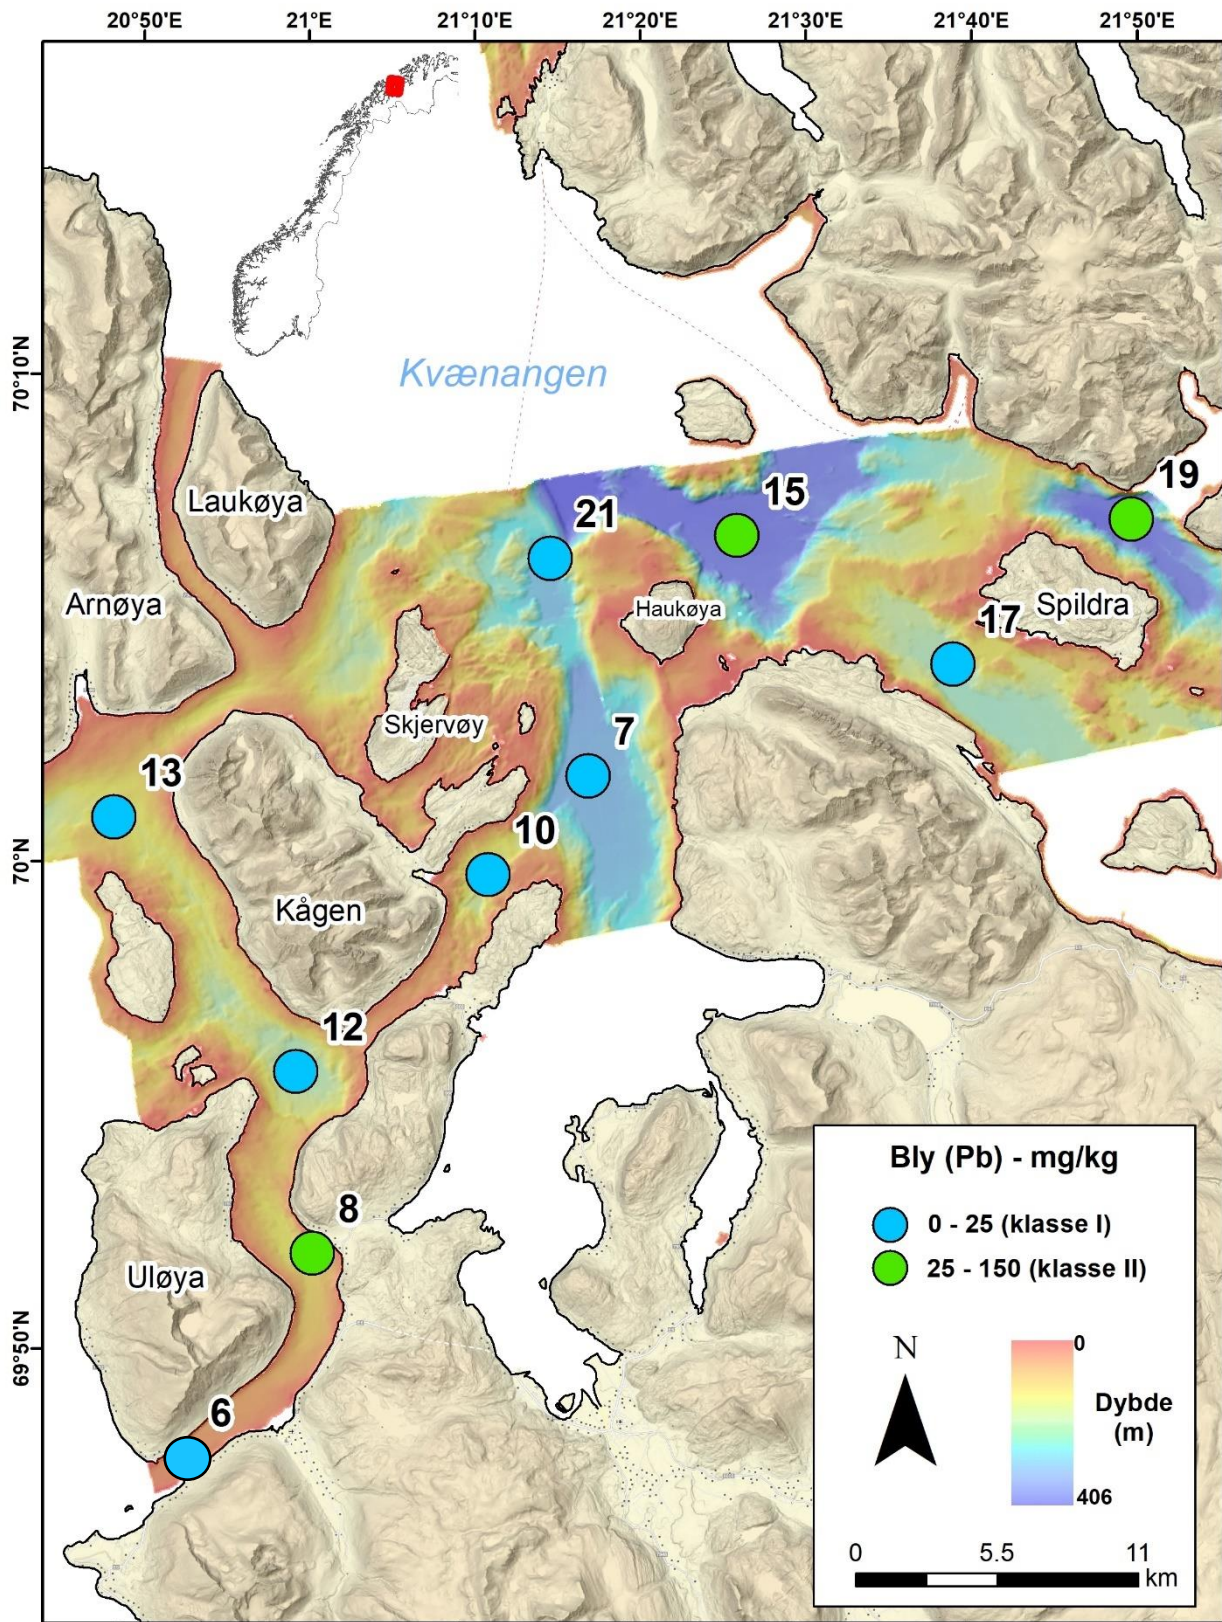 20°50'E
21°E
21°10'E
21°20'E
21°30'E
21°40'E
21°50'E
70°10'N
70°N
69°50'N
Kvænangen
Laukøya
19
15
21
Arnøya
Haukøya
Spildra
17
Skjervøy
7
13
10
Kågen
12
8
Uløya
6
Bly (Pb) - mg/kg
0 - 25 (klasse I)
25 - 150 (klasse II)
N
0
Dybde
(m)
406
0 5.5 11
km